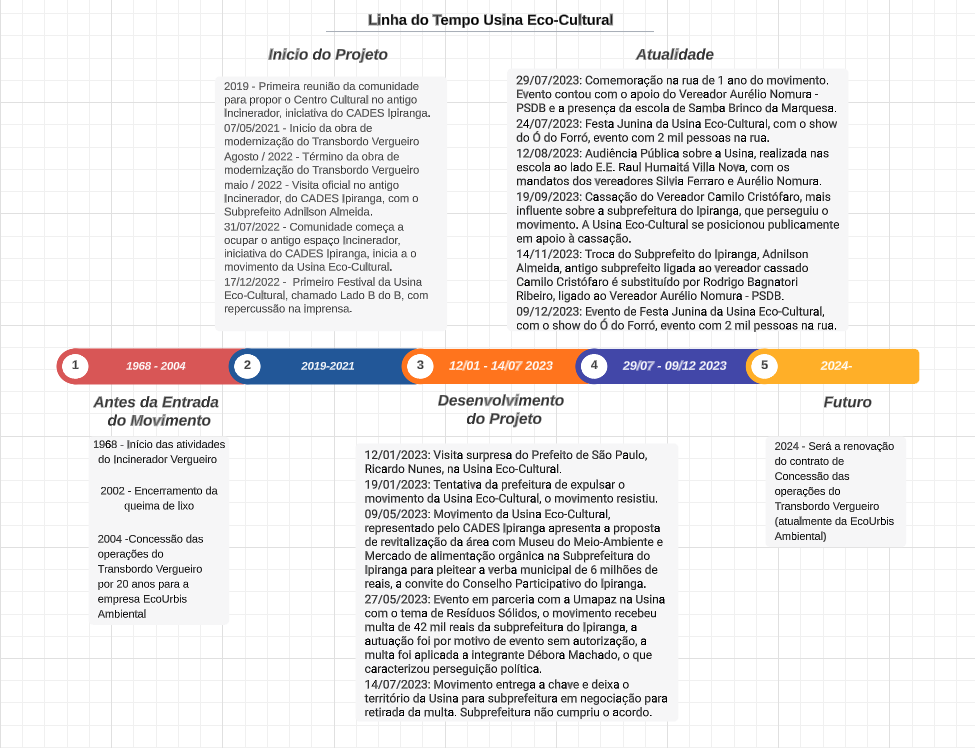 Linha do Tempo Usina Eco-Cultural
Inicio do Projeto
2019 - Primeira reunião da comunidade
para propor o Centro Cultural no antigo
Incinerador, iniciativa do CADES Ipiranga.
07/05/2021 - Inicio da obra de
modernização do Transbordo Vergueiro
Agosto / 2022 - Término da obra de
modernização do Transbordo Vergueiro
maio / 2022 - Visita oficial no antigo
Incinerador, do CADES Ipiranga, com o
Subprefeito Adnilson Almeida.
31/07/2022 - Comunidade começa a
ocupar o antigo espaço Incinerador,
iniciativa do CADES Ipiranga, inicia a o
movimento da Usina Eco-Cultural.
17/12/2022 - Primeiro Festival da Usina
Eco-Cultural, chamado Lado B do B, com
repercussão na imprensa.
Atualidade
29/07/2023: Comemoração na rua de 1 ano do movimento.
Evento contou com o apoio do Vereador Aurélio Nomura -
PSDB e a presença da escola de Samba Brinco da Marquesa.
24/07/2023: Festa Junina da Usina Eco-Cultural, com o show
do Ó do Forró, evento com 2 mil pessoas na rua.
12/08/2023: Audiência Pública sobre a Usina, realizada nas
escola ao lado E.E. Raul Humaitá Villa Nova, com os
mandatos dos vereadores Silvia Ferraro e Aurélio Nomura.
19/09/2023: Cassação do Vereador Camilo Cristófaro, mais
influente sobre a subprefeitura do Ipiranga, que perseguiu o
movimento. A Usina Eco-Cultural se posicionou publicamente
em apoio à cassação.
14/11/2023: Troca do Subprefeito do Ipiranga, Adnilson
Almeida, antigo subprefeito ligada ao vereador cassado
Camilo Cristófaro é substituído por Rodrigo Bagnatori
Ribeiro, ligado ao Vereador Aurélio Nomura - PSDB.
09/12/2023: Evento de Festa Junina da Usina Eco-Cultural,
com o show do Ó do Forró, evento com 2 mil pessoas na rua.
1 1968 - 2004
2 2019-2021
3 12/01 - 14/07 2023
4 29/07 - 09/12 2023
5 2024-
Antes da Entrada
do Movimento
1968 - Início das atividades
do Incinerador Vergueiro
2002 - Encerramento da
queima de lixo
2004 -Concessão das
operações do
Transbordo Vergueiro
por 20 anos para a
empresa EcoUrbis
Ambiental
Desenvolvimento
do Projeto
12/01/2023: Visita surpresa do Prefeito de São Paulo,
Ricardo Nunes, na Usina Eco-Cultural.
19/01/2023: Tentativa da prefeitura de expulsar o
movimento da Usina Eco-Cultural, o movimento resistiu.
09/05/2023: Movimento da Usina Eco-Cultural,
representado pelo CADES Ipiranga apresenta a proposta
de revitalização da área com Museu do Meio-Ambiente e
Mercado de alimentação orgânica na Subprefeitura do
Ipiranga para pleitear a verba municipal de 6 milhões de
reais, a convite do Conselho Participativo do Ipiranga.
27/05/2023: Evento em parceria com a Umapaz na Usina
com o tema de Resíduos Sólidos, o movimento recebeu
multa de 42 mil reais da subprefeitura do Ipiranga, a
autuação foi por motivo de evento sem autorização, a
multa foi aplicada a integrante Débora Machado, o que
caracterizou perseguição política.
14/07/2023: Movimento entrega a chave e deixa o
território da Usina para subprefeitura em negociação para
retirada da multa. Subprefeitura não cumpriu o acordo.
Futuro
2024 - Será a renovação
do contrato de
Concessão das
operações do
Transbordo Vergueiro
(atualmente da EcoUrbis
Ambiental)